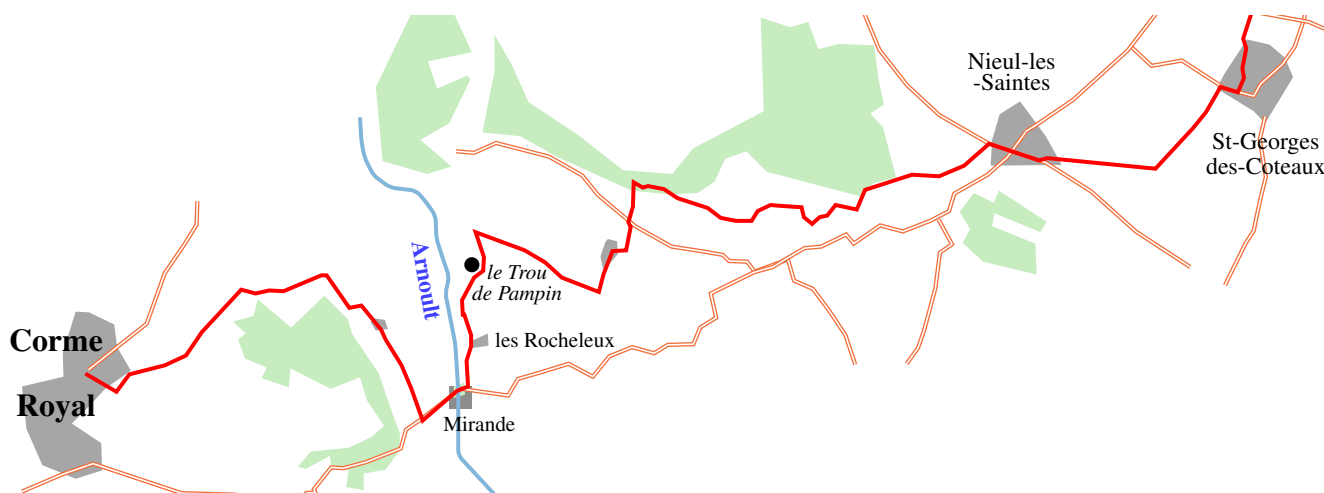 Nieul-les
-Saintes
St-Georges
des-Coteaux
Arnoult
le Trou
de Pampin
Corme
Royal
les Rocheleux
Mirande